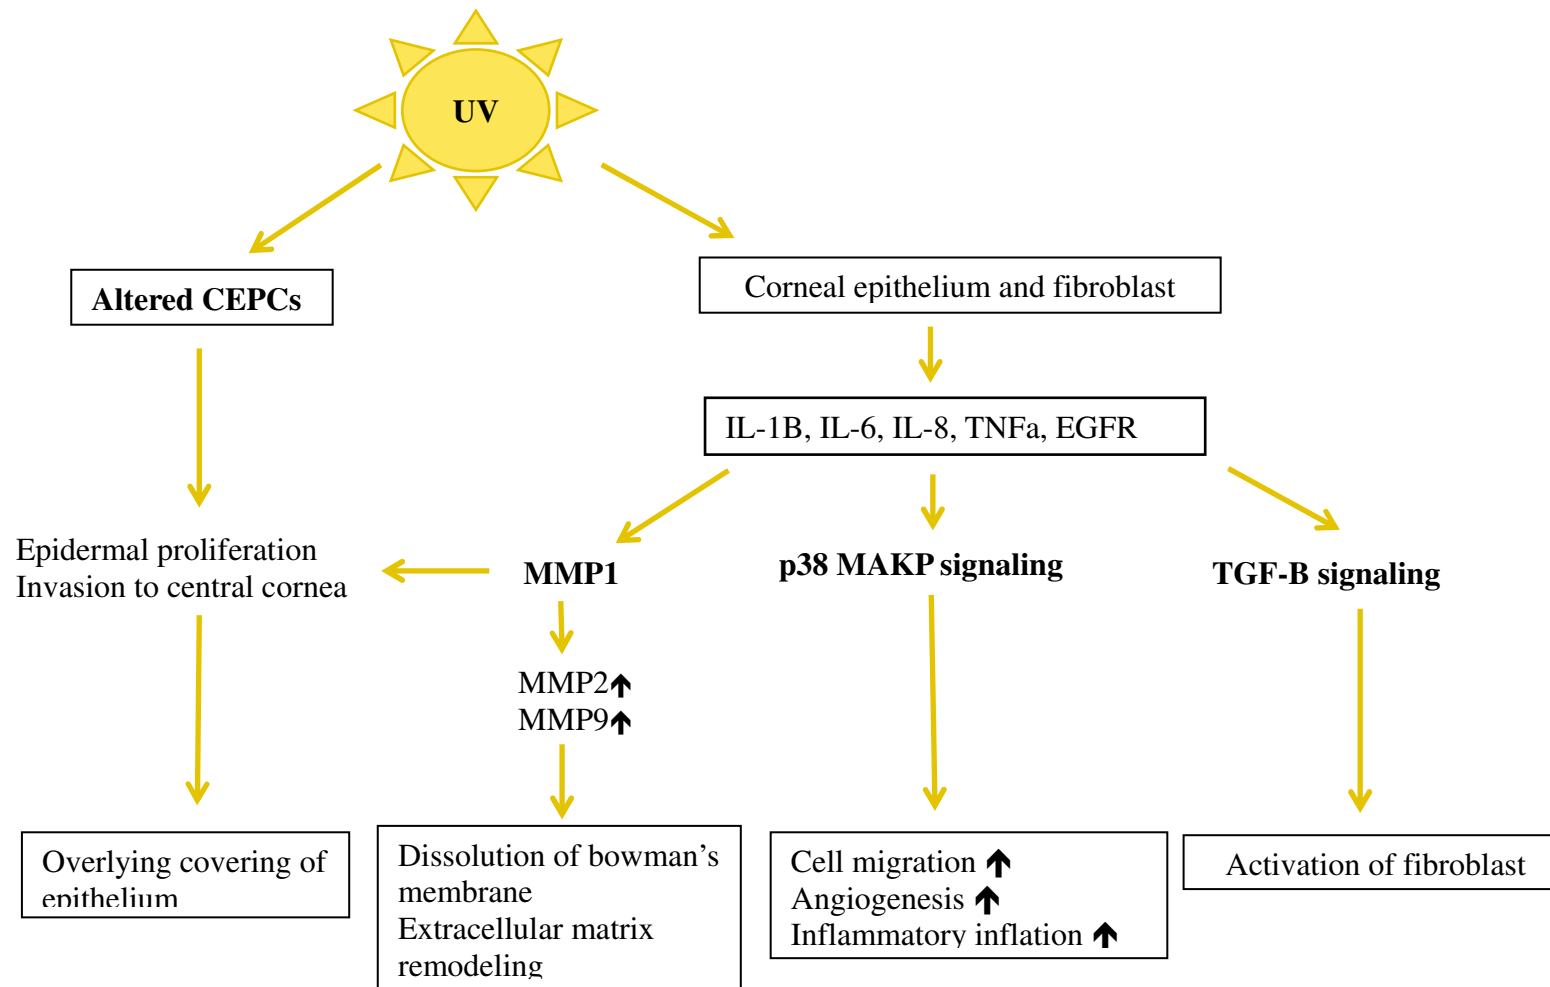 UV
Altered CEPCs
Corneal epithelium and fibroblast
IL-1B, IL-6, IL-8, TNFa, EGFR
Epidermal proliferation
Invasion to central cornea
MMP1
p38 MAKP signaling
TGF-B signaling
MMP2🡹
MMP9🡹
Overlying covering of
epithelium
Dissolution of bowman’s
membrane
Extracellular matrix
remodeling
Cell migration 🡹
Angiogenesis 🡹
Inflammatory inflation 🡹
Activation of fibroblast